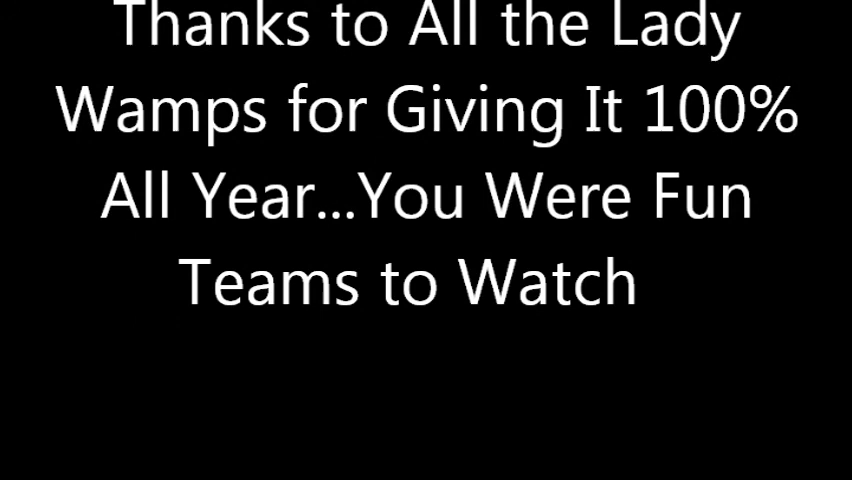 Thanks to All the Lady
Wamps for Giving It 100%
All Year...You Were Fun
Teams to Watch